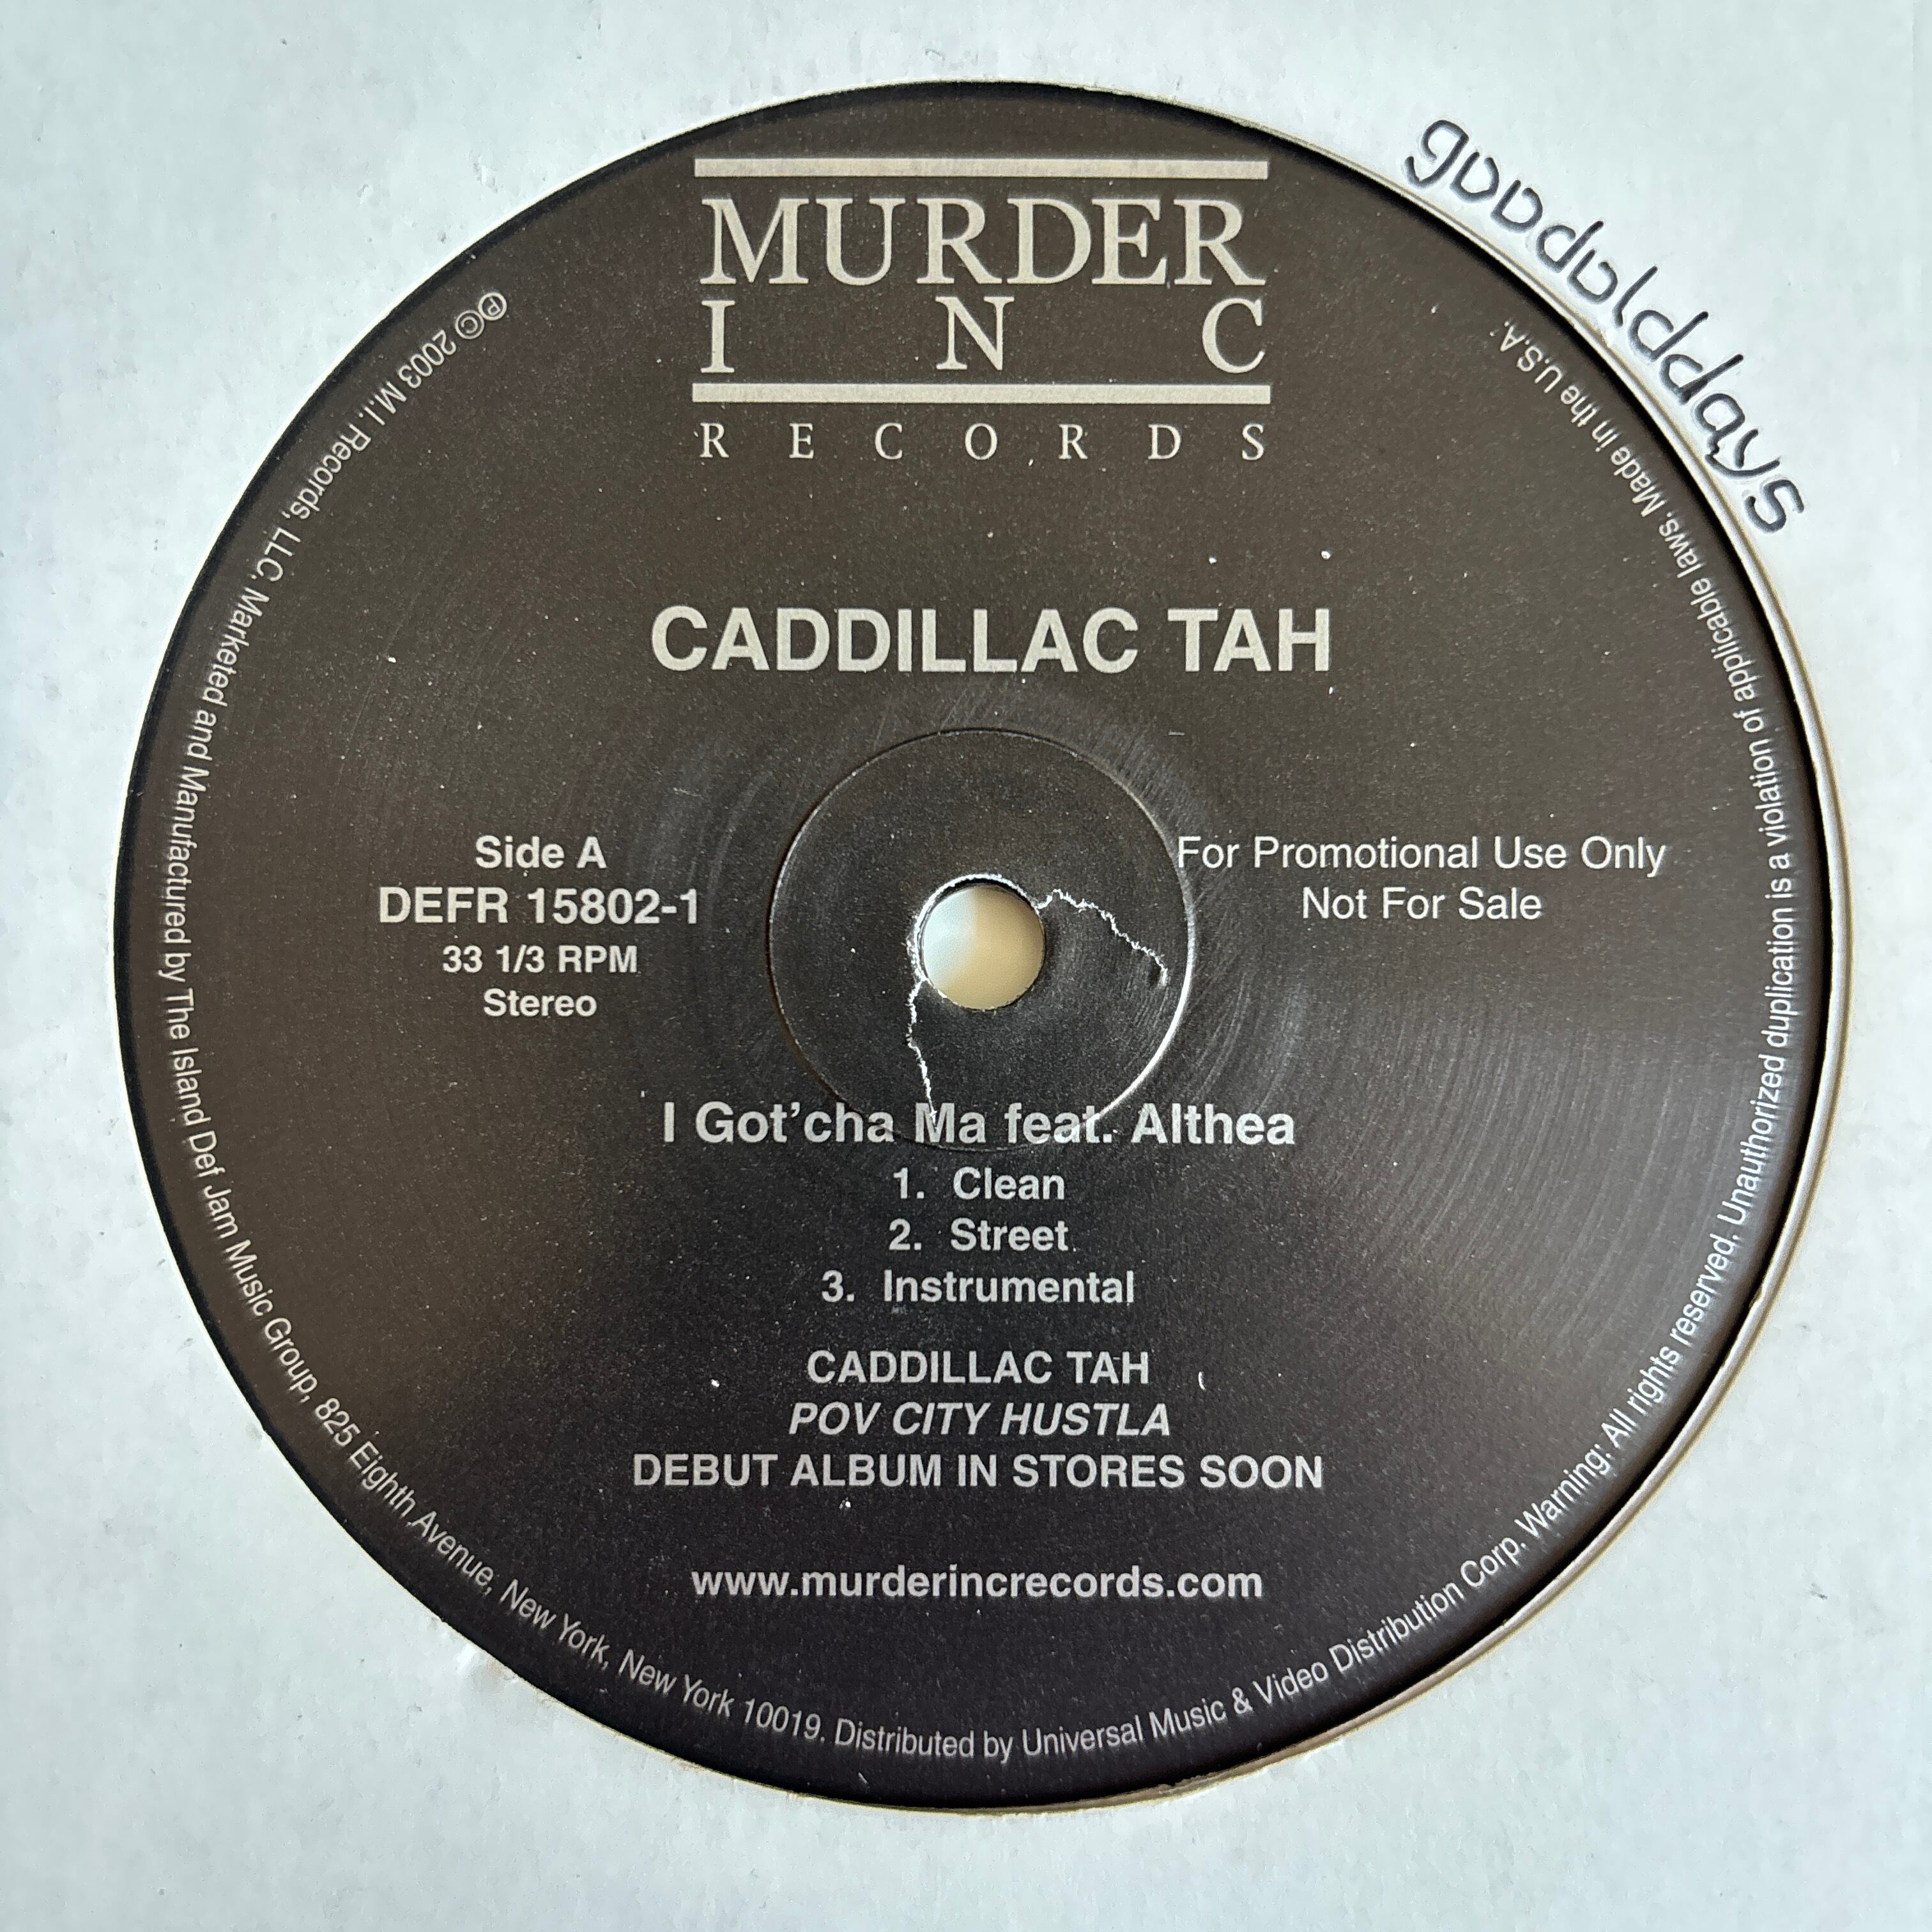 MURDER
I N C
RECORDS
CADDILLAC TAH
Side A
DEFR 15802-1
33 1/3 RPM
Stereo
For Promotional Use Only
Not For Sale
I Got’cha Ma feat. Althea
1. Clean
2. Street
3. Instrumental
CADDILLAC TAH
POV CITY HUSTLA
DEBUT ALBUM IN STORES SOON
www.murderincrecords.com
℗© 2003 M.I. Records, LLC. Marketed and Manufactured by The Island Def Jam Music Group, 825 Eighth Avenue, New York, New York 10019. Distributed by Universal Music & Video Distribution Corp. Warning: All rights reserved. Unauthorized duplication is a violation of applicable laws. Made in the U.S.A.
goodolddays